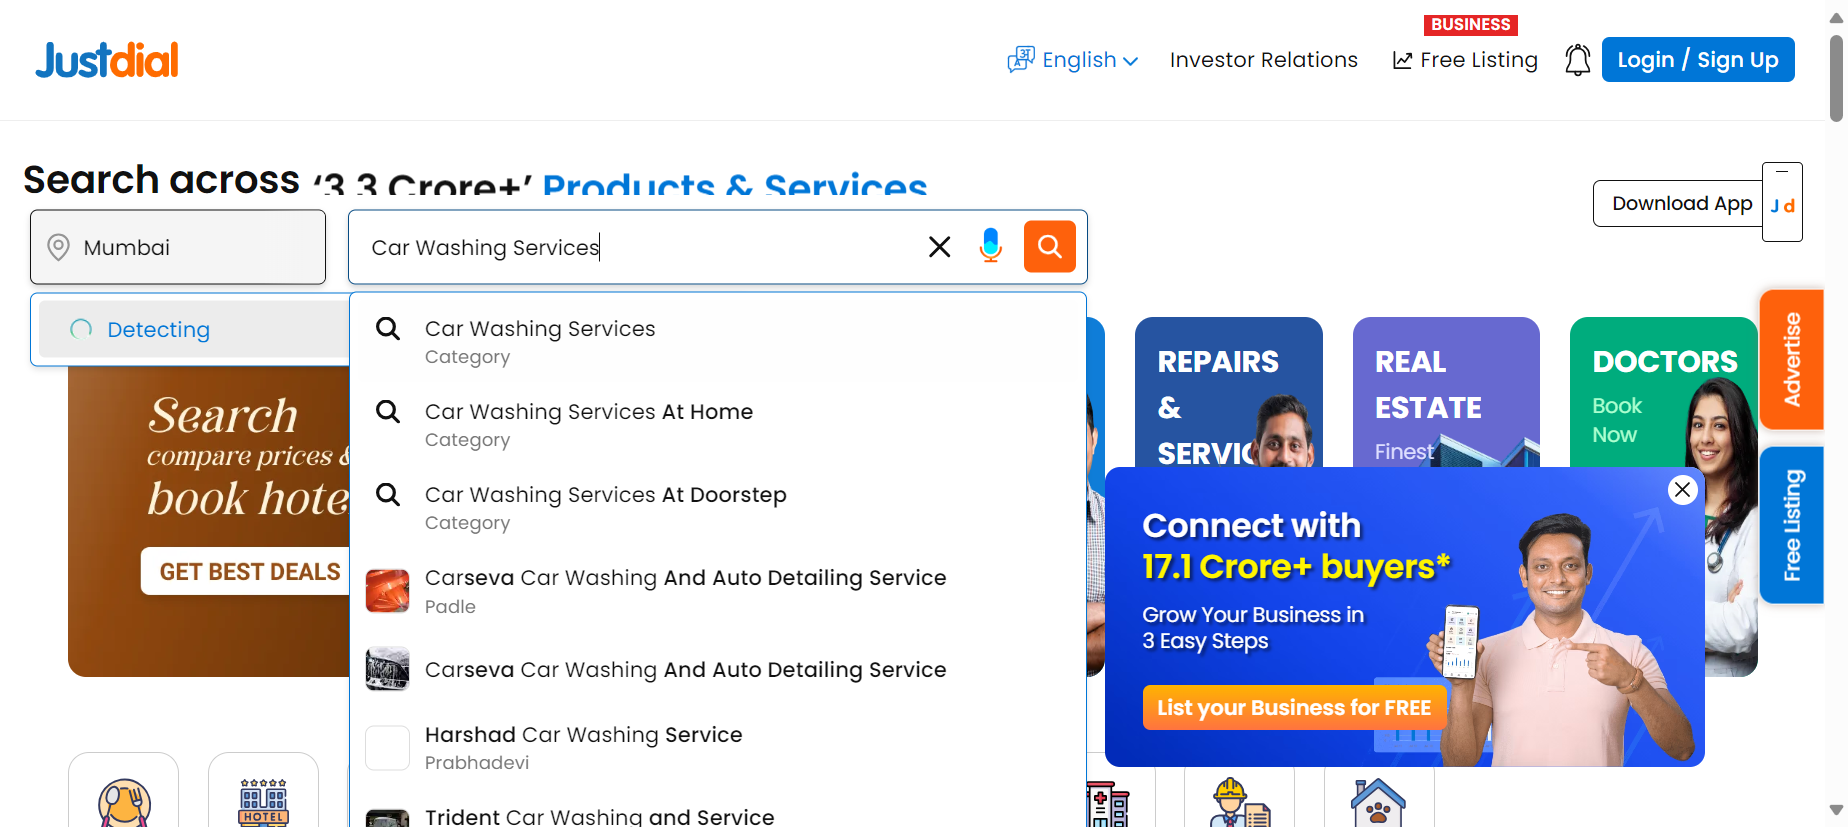 BUSINESS
Justdial
English
Investor Relations
Free Listing
Login / Sign Up
Search across '3.3 Crore+' Products & Services
Download App
Jd
Mumbai
Car Washing Services
Detecting
Car Washing Services
Category
Car Washing Services At Home
Category
Car Washing Services At Doorstep
Category
Carseva Car Washing And Auto Detailing Service
Padle
Carseva Car Washing And Auto Detailing Service
Harshad Car Washing Service
Prabhadevi
Trident Car Washing and Service
Search
compare prices &
book hote
GET BEST DEALS
REPAIRS
&
SERVIC
REAL
ESTATE
Finest
DOCTORS
Book
Now
Advertise
Free Listing
Connect with
17.1 Crore+ buyers*
Grow Your Business in
3 Easy Steps
List your Business for FREE
HOTEL